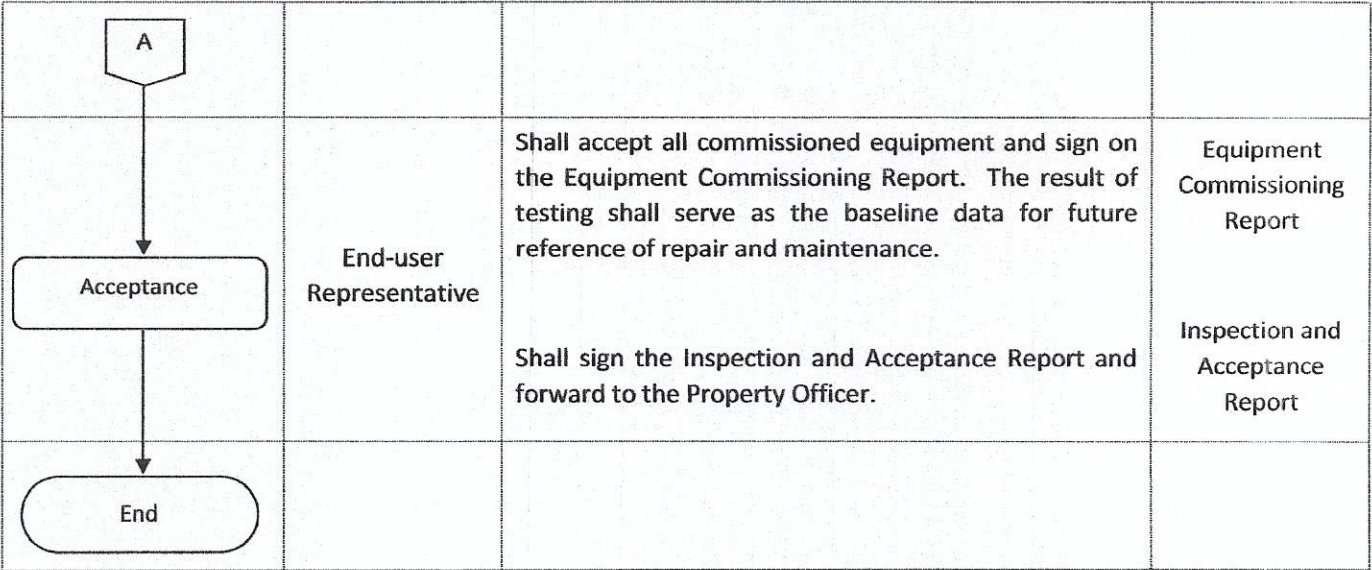 A
Acceptance
End-user
Representative
Shall accept all commissioned equipment and sign on
the Equipment Commissioning Report. The result of
testing shall serve as the baseline data for future
reference of repair and maintenance.
Shall sign the Inspection and Acceptance Report and
forward to the Property Officer.
Equipment
Commissioning
Report
Inspection and
Acceptance
Report
End